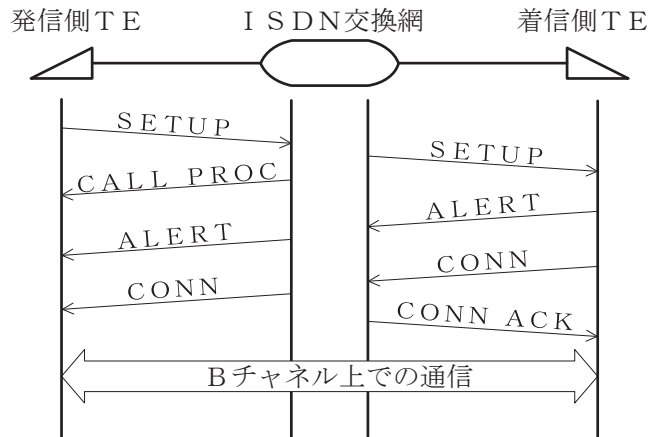 発信側ＴＥ
ＩＳＤＮ交換網
着信側ＴＥ
ＳＥＴＵＰ
ＳＥＴＵＰ
ＣＡＬＬ ＰＲＯＣ
ＡＬＥＲＴ
ＡＬＥＲＴ
ＣＯＮＮ
ＣＯＮＮ
ＣＯＮＮ ＡＣＫ
Ｂチャネル上での通信